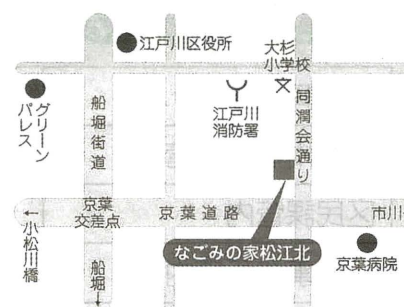 江戸川区役所
大杉
小学校
グリーン
パレス
船堀街道
江戸川
消防署
同潤会通り
京葉
交差点
京葉道路
市川→
←小松川橋
なごみの家松江北
京葉病院
船堀↓